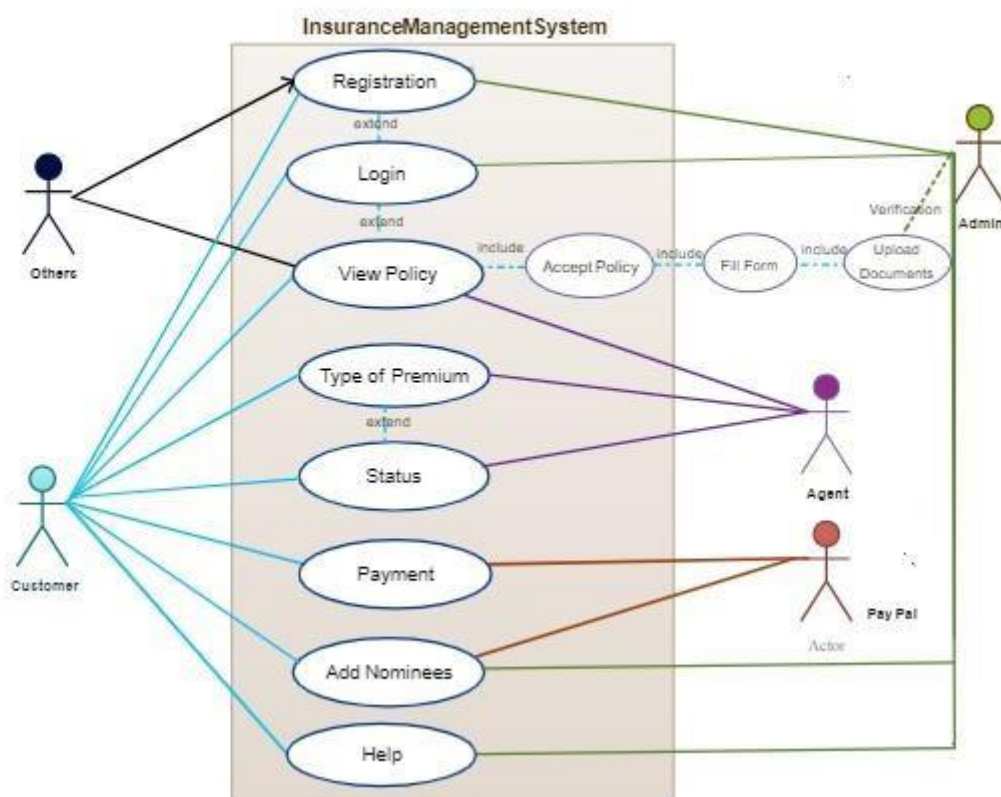 InsuranceManagementSystem
Registration
extend
Login
Others
extend
View Policy
include
Accept Policy
include
Fill Form
include
Upload
Documents
Verification
Admin
Type of Premium
extend
Status
Agent
Customer
Payment
Pay Pal
Actor
Add Nominees
Help